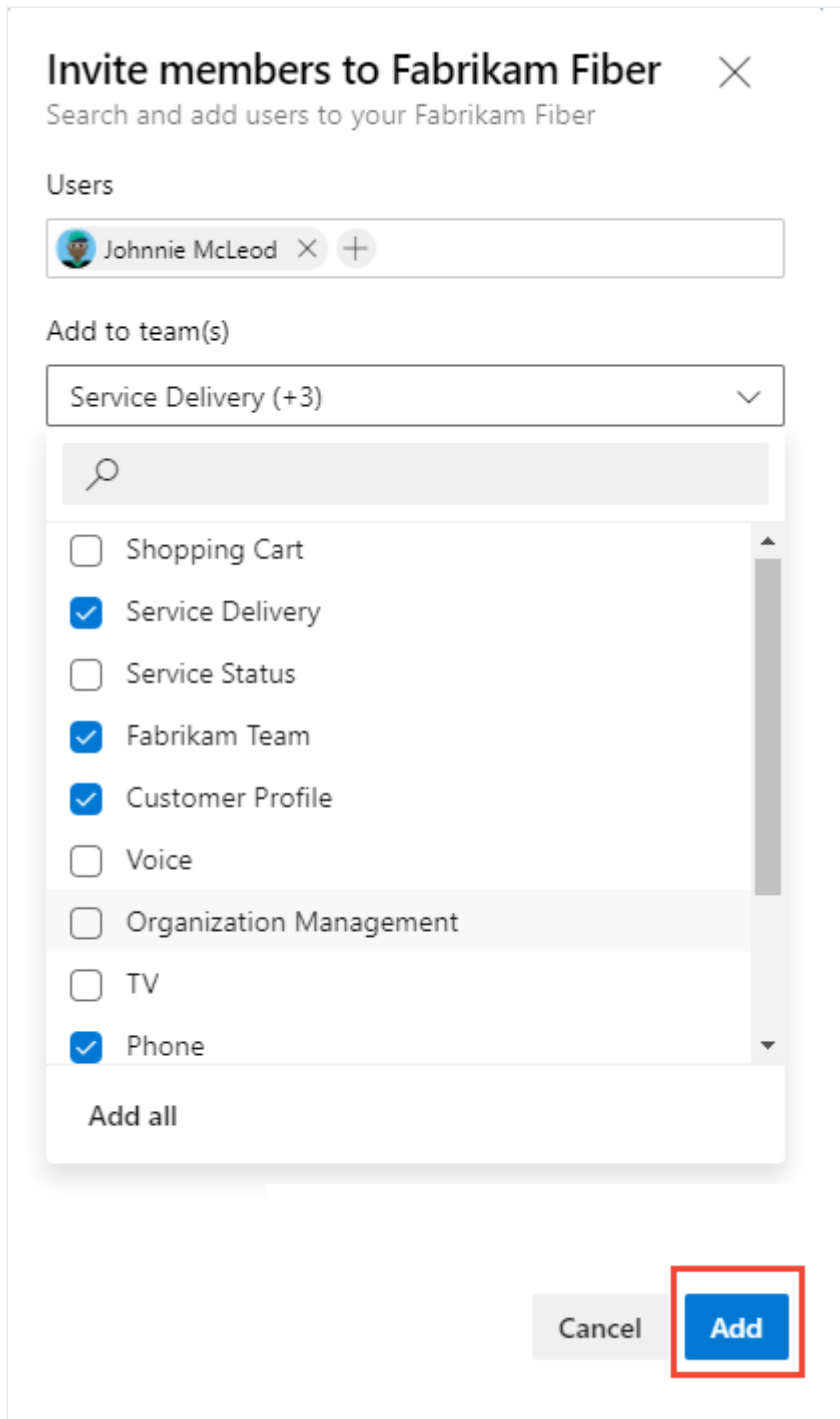 Invite members to Fabrikam Fiber
Search and add users to your Fabrikam Fiber
Users
Johnnie McLeod
Add to team(s)
Service Delivery (+3)
Shopping Cart
Service Delivery
Service Status
Fabrikam Team
Customer Profile
Voice
Organization Management
TV
Phone
Add all
Cancel Add